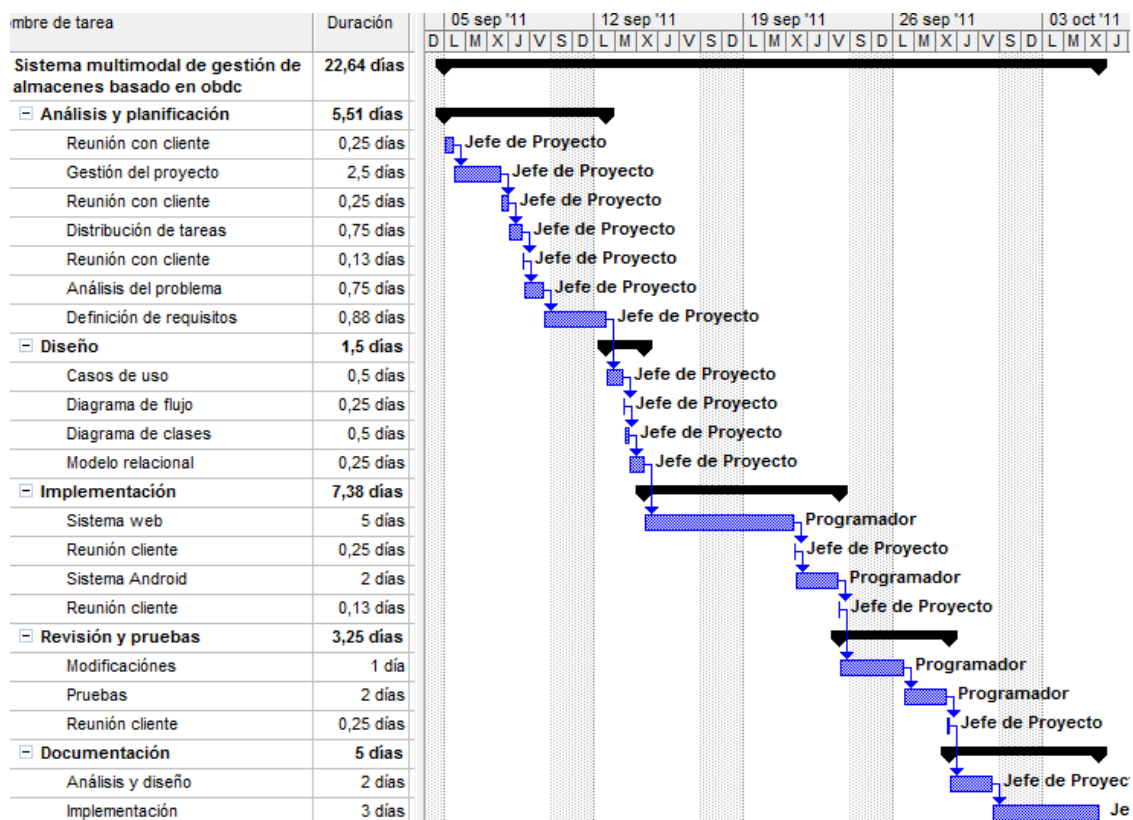 ombre de tarea Duración 05 sep '11 12 sep '11 19 sep '11 26 sep '11 03 oct '11
D L M X J V S D L M X J V S D L M X J V S D L M X J V S D L M X J
Sistema multimodal de gestión de 22,64 días
almacenes basado en obdc
Análisis y planificación 5,51 días
Reunión con cliente 0,25 días Jefe de Proyecto
Gestión del proyecto 2,5 días Jefe de Proyecto
Reunión con cliente 0,25 días Jefe de Proyecto
Distribución de tareas 0,75 días Jefe de Proyecto
Reunión con cliente 0,13 días Jefe de Proyecto
Análisis del problema 0,75 días Jefe de Proyecto
Definición de requisitos 0,88 días Jefe de Proyecto
Diseño 1,5 días
Casos de uso 0,5 días Jefe de Proyecto
Diagrama de flujo 0,25 días Jefe de Proyecto
Diagrama de clases 0,5 días Jefe de Proyecto
Modelo relacional 0,25 días Jefe de Proyecto
Implementación 7,38 días
Sistema web 5 días Programador
Reunión cliente 0,25 días Jefe de Proyecto
Sistema Android 2 días Programador
Reunión cliente 0,13 días Jefe de Proyecto
Revisión y pruebas 3,25 días
Modificaciónes 1 día Programador
Pruebas 2 días Programador
Reunión cliente 0,25 días Jefe de Proyecto
Documentación 5 días
Análisis y diseño 2 días Jefe de Proyec
Implementación 3 días Je